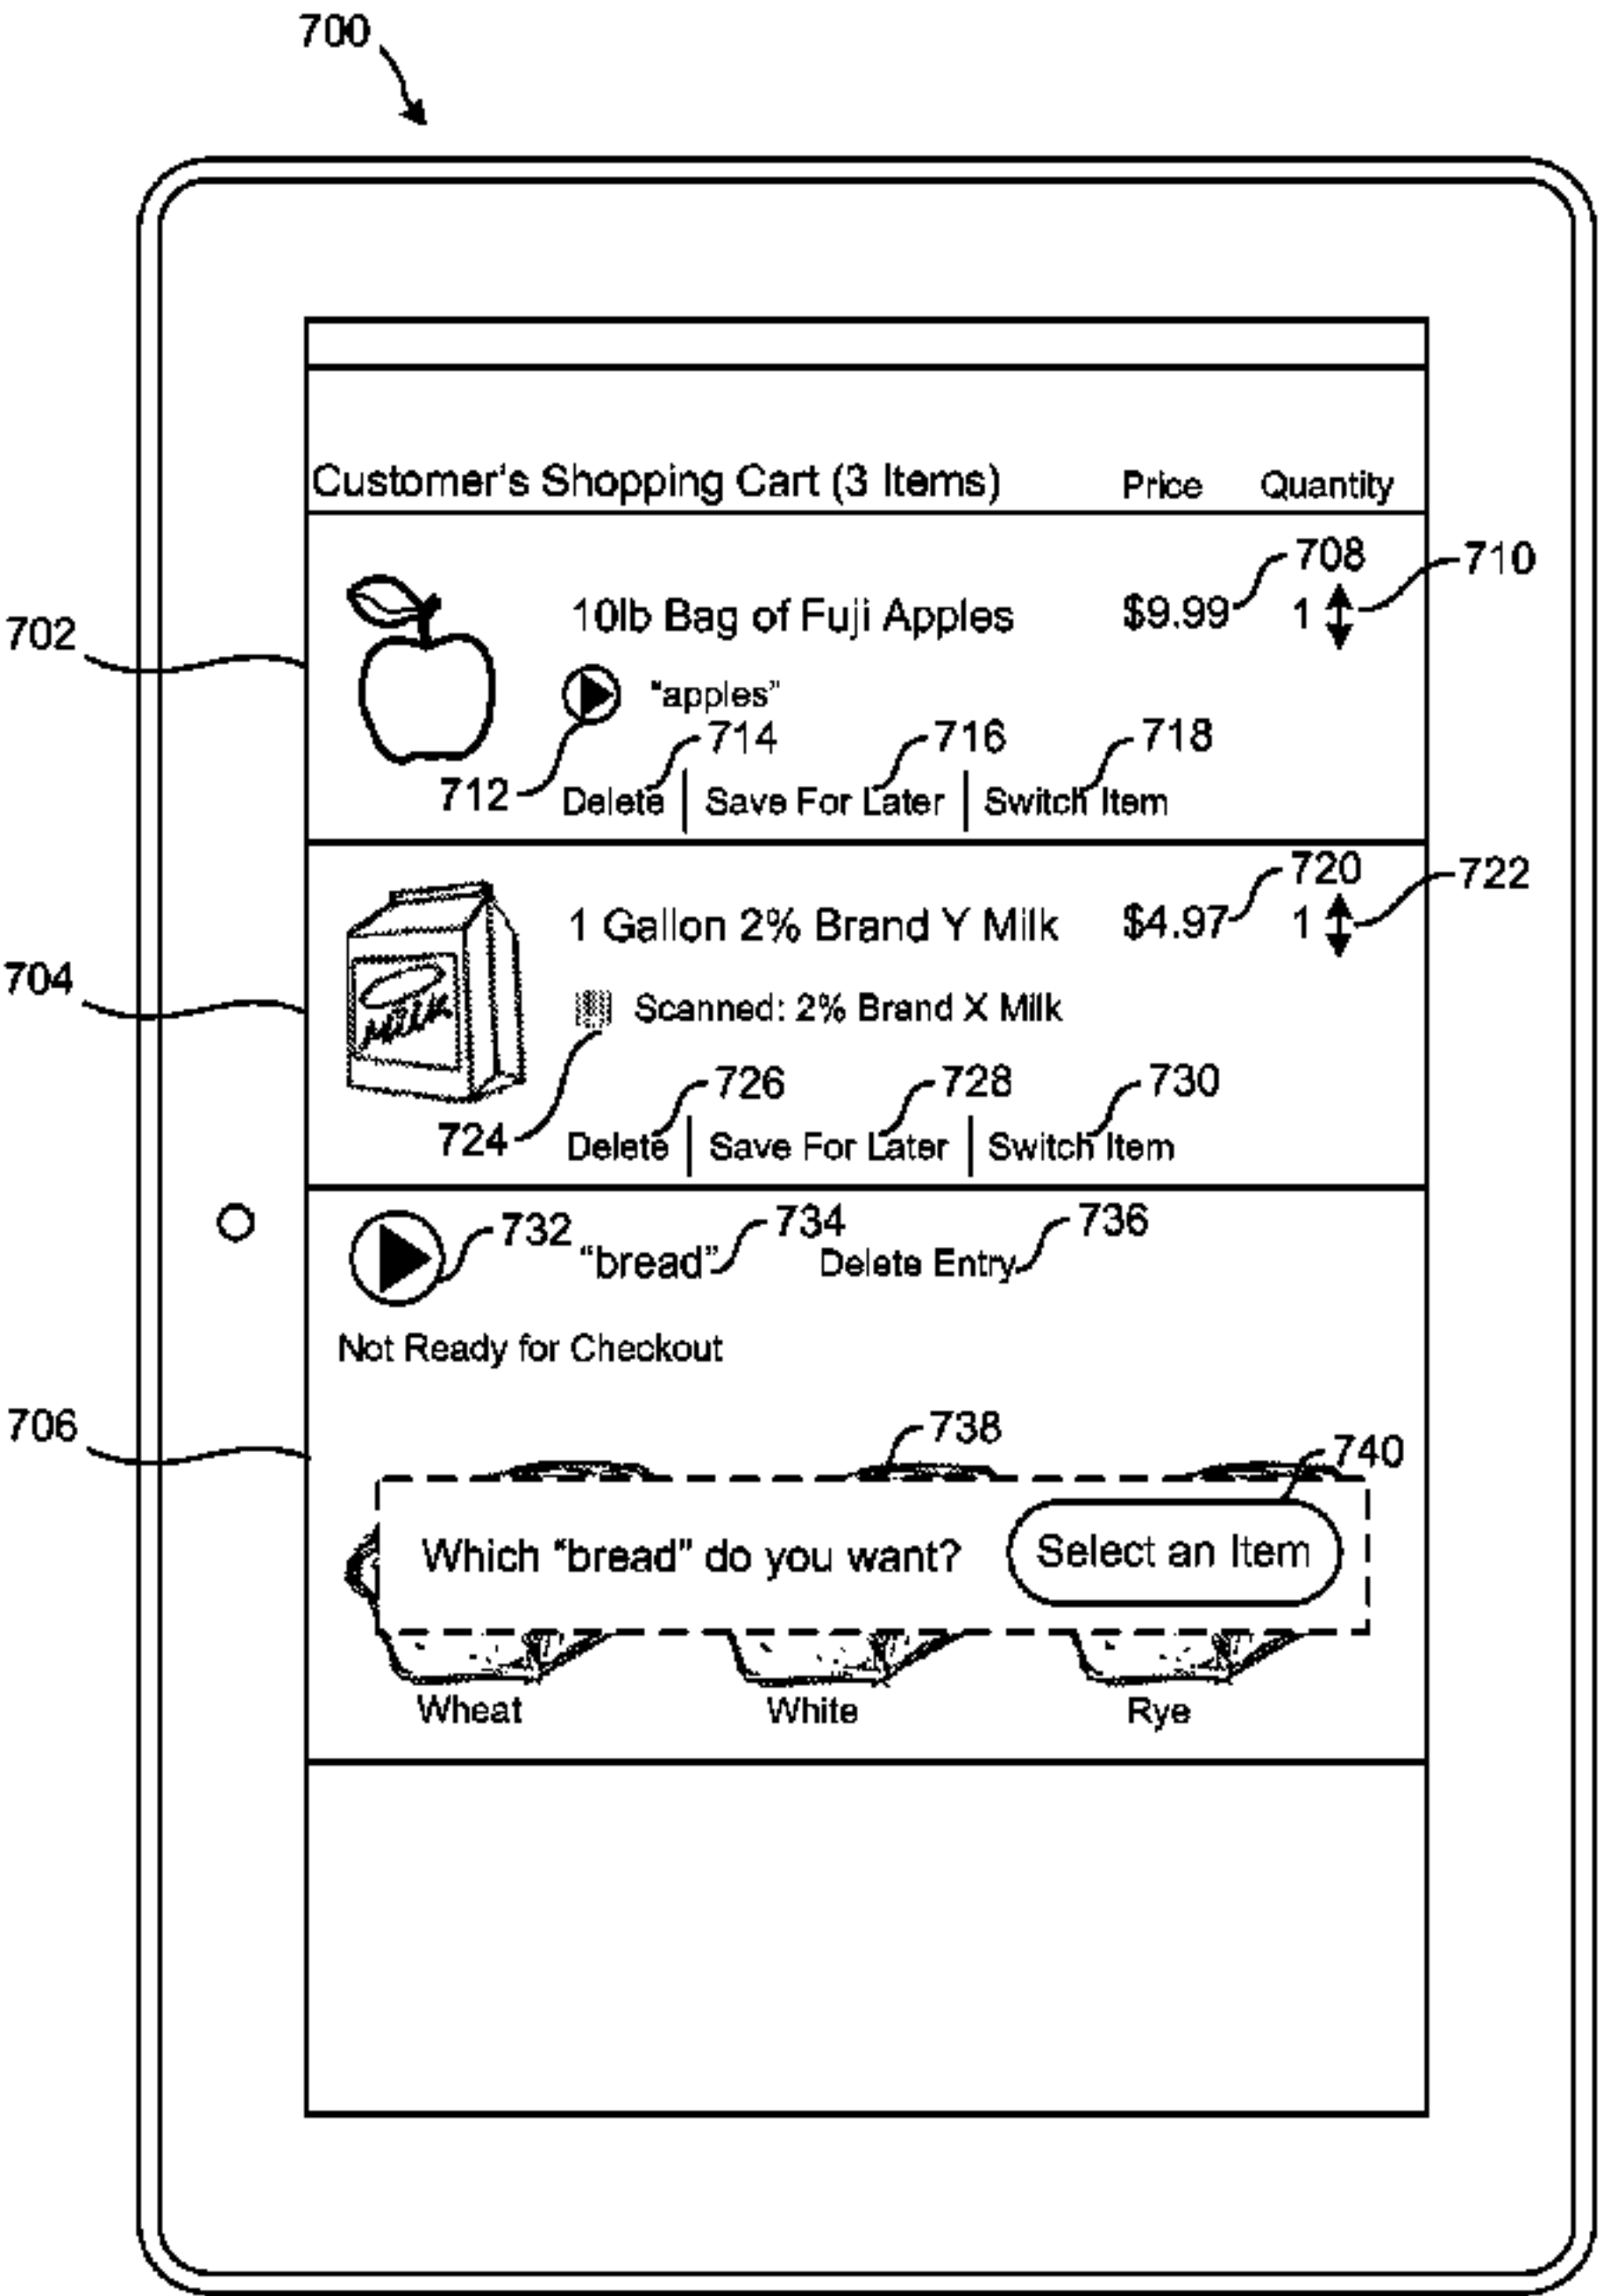 700
Customer's Shopping Cart (3 Items) Price Quantity
708 710
702 10lb Bag of Fuji Apples $9.99 1
"apples"
714 716 718
712 Delete | Save For Later | Switch Item
720 722
1 Gallon 2% Brand Y Milk $4.97 1
704 Milk Scanned: 2% Brand X Milk
726 728 730
724 Delete | Save For Later | Switch Item
732 "bread" 734 Delete Entry 736
Not Ready for Checkout
706 738 740
Which "bread" do you want? Select an Item
Wheat White Rye